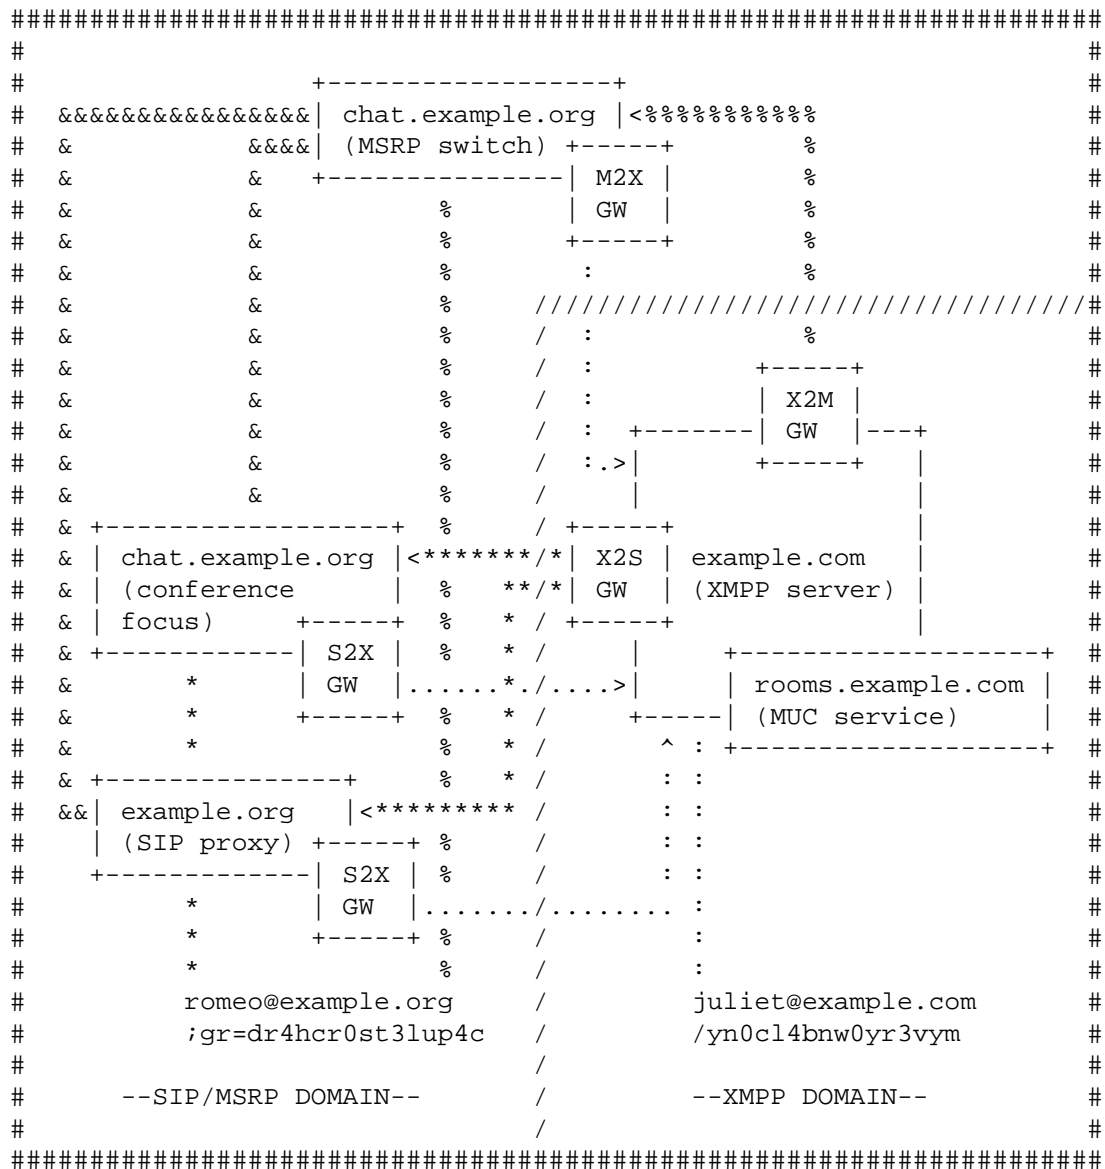 ######################################################################
#                                                                    #
#                  +------------------+                              #
#  &&&&&&&&&&&&&&&&| chat.example.org |<%%%%%%%%%%%                 #
#  &           &&&&| (MSRP switch) +-----+        %                 #
#  &           &   +---------------| M2X |        %                 #
#  &           &           %       | GW  |        %                 #
#  &           &           %       +-----+        %                 #
#  &           &           %        :             %                 #
#  &           &           %     ///////////////////////////////////#
#  &           &           %     /  :             %                 #
#  &           &           %     /  :          +-----+              #
#  &           &           %     /  :          | X2M |              #
#  &           &           %     /  :  +-------| GW  |---+          #
#  &           &           %     /  :.>|       +-----+   |          #
#  &           &           %     /     |                 |          #
#  & +------------------+  %     / +-----+               |          #
#  & | chat.example.org |<*******/*| X2S | example.com   |          #
#  & | (conference      |  %   **/*| GW  | (XMPP server) |          #
#  & | focus)     +-----+  %   * / +-----+               |          #
#  & +------------| S2X |  %   * /     |     +-------------------+  #
#  &       *      | GW  |......*./....>|     | rooms.example.com |  #
#  &       *      +-----+  %   * /     +-----| (MUC service)     |  #
#  &       *               %   * /       ^ : +-------------------+  #
#  & +---------------+     %   * /       : :                        #
#  &&| example.org   |<********* /       : :                        #
#    | (SIP proxy) +-----+ %     /       : :                        #
#    +-------------| S2X | %     /       : :                        #
#          *       | GW  |......./........ :                        #
#          *       +-----+ %     /         :                        #
#          *               %     /         :                        #
#          romeo@example.org     /         juliet@example.com       #
#          ;gr=dr4hcr0st3lup4c   /         /yn0cl4bnw0yr3vym        #
#                                /                                  #
#      --SIP/MSRP DOMAIN--       /         --XMPP DOMAIN--          #
#                                /                                  #
######################################################################